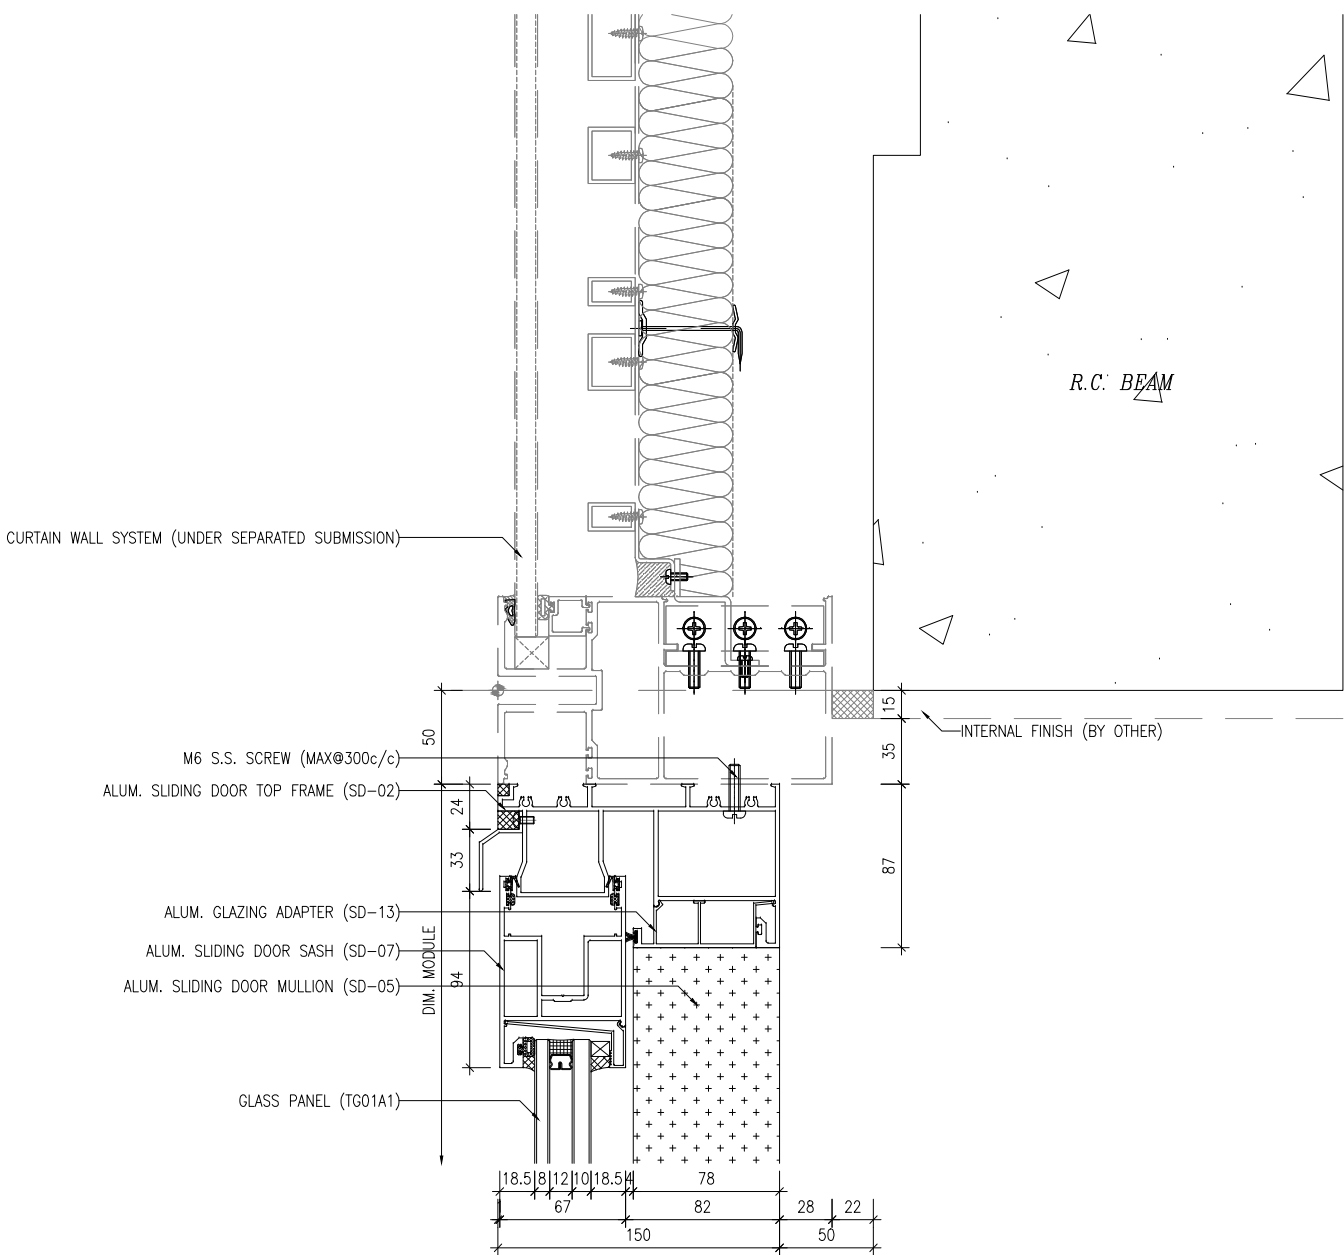 R.C. BEAM
CURTAIN WALL SYSTEM (UNDER SEPARATED SUBMISSION)
15
INTERNAL FINISH (BY OTHER)
50
35
M6 S.S. SCREW (MAX@300c/c)
ALUM. SLIDING DOOR TOP FRAME (SD-02)
24
33
87
ALUM. GLAZING ADAPTER (SD-13)
ALUM. SLIDING DOOR SASH (SD-07)
DIM. MODULE
94
ALUM. SLIDING DOOR MULLION (SD-05)
GLASS PANEL (TG01A1)
18.5 8 12 10 18.5 4 78
67 82 28 22
150 50